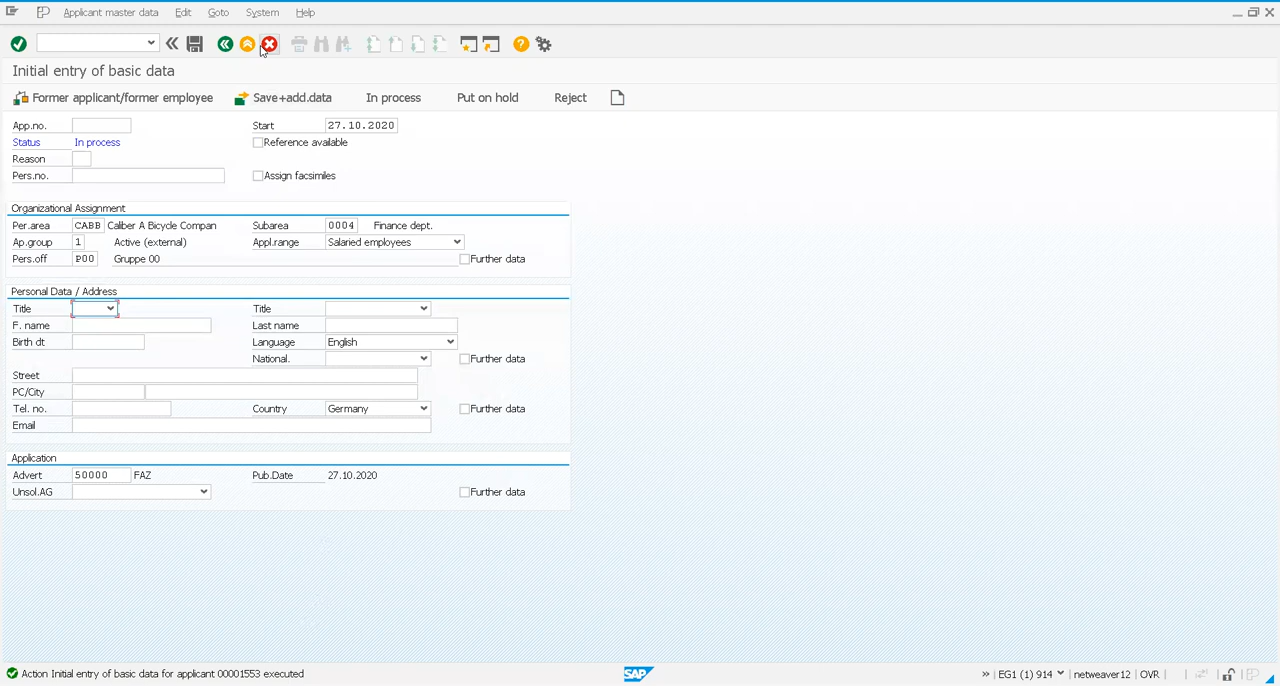 Applicant master data Edit Goto System Help
Initial entry of basic data
Former applicant/former employee Save+add.data In process Put on hold Reject
App.no. Start 27.10.2020
Status In process Reference available
Reason
Pers.no. Assign facsimiles
Organizational Assignment
Per.area CABB Caliber A Bicycle Compan Subarea 0004 Finance dept.
Ap.group 1 Active (external) Appl.range Salaried employees
Pers.off P00 Gruppe 00 Further data
Personal Data / Address
Title Title
F. name Last name
Birth dt Language English
National. Further data
Street
PC/City
Tel. no. Country Germany Further data
Email
Application
Advert 50000 FAZ Pub.Date 27.10.2020
Unsol.AG Further data
Action Initial entry of basic data for applicant 00001553 executed SAP » EG1 (1) 914 netweaver12 OVR